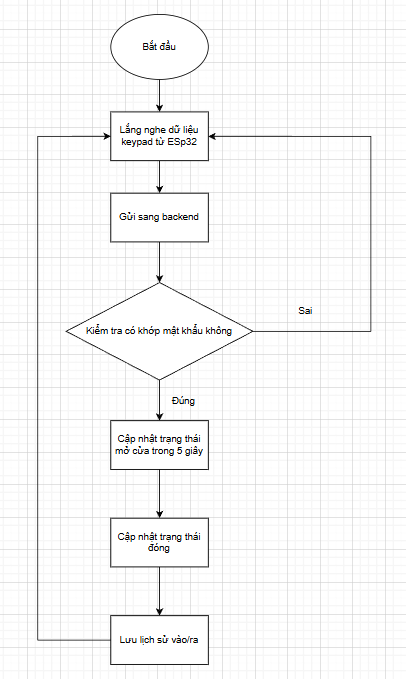 Bắt đầu
Lắng nghe dữ liệu
keypad từ ESp32
Gửi sang backend
Kiểm tra có khớp mật khẩu không
Sai
Đúng
Cập nhật trạng thái
mở cửa trong 5 giây
Cập nhật trạng thái
đóng
Lưu lịch sử vào/ra